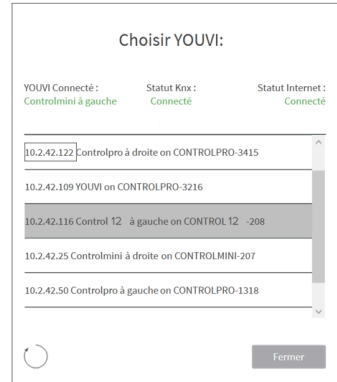 Choisir YOUVI:
YOUVI Connecté : Statut Knx : Statut Internet :
Controlmini à gauche Connecté Connecté
10.2.42.122 Controlpro à droite on CONTROLPRO-3415
10.2.42.109 YOUVI on CONTROLPRO-3216
10.2.42.116 Control 12 à gauche on CONTROL 12 -208
10.2.42.25 Controlmini à droite on CONTROLMINI-207
10.2.42.50 Controlpro à gauche on CONTROLPRO-1318
Fermer